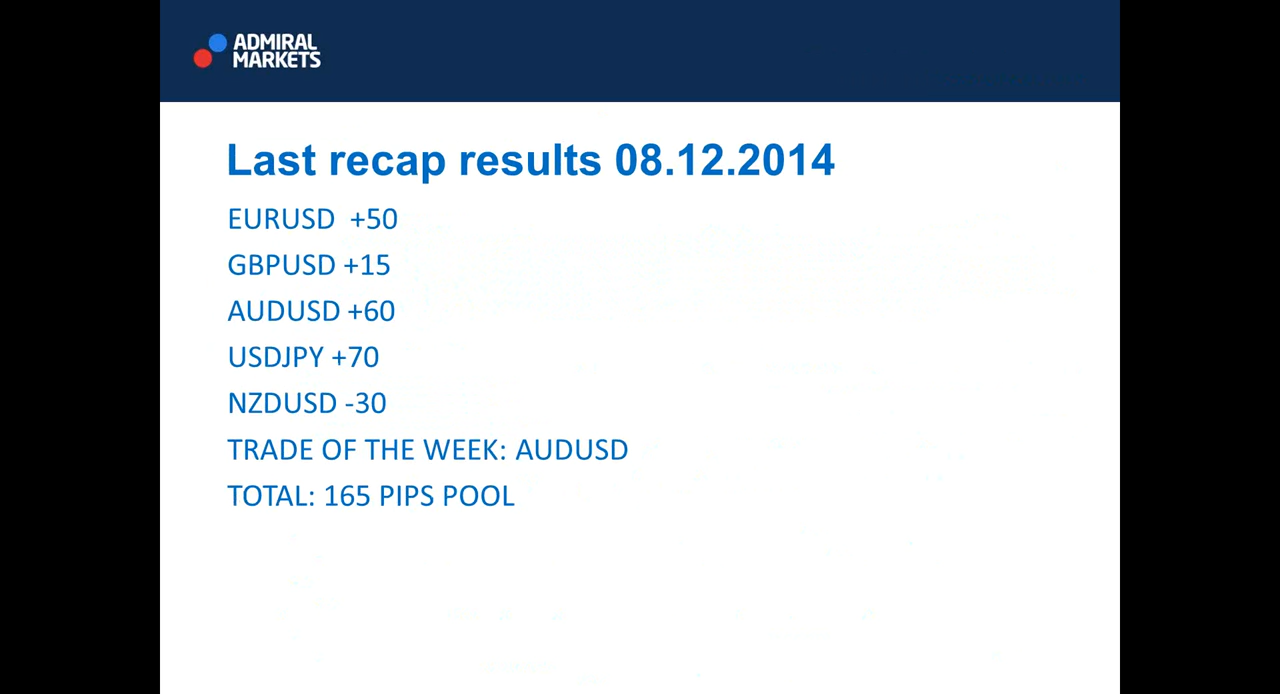 ADMIRAL
MARKETS
Last recap results 08.12.2014
EURUSD +50
GBPUSD +15
AUDUSD +60
USDJPY +70
NZDUSD -30
TRADE OF THE WEEK: AUDUSD
TOTAL: 165 PIPS POOL